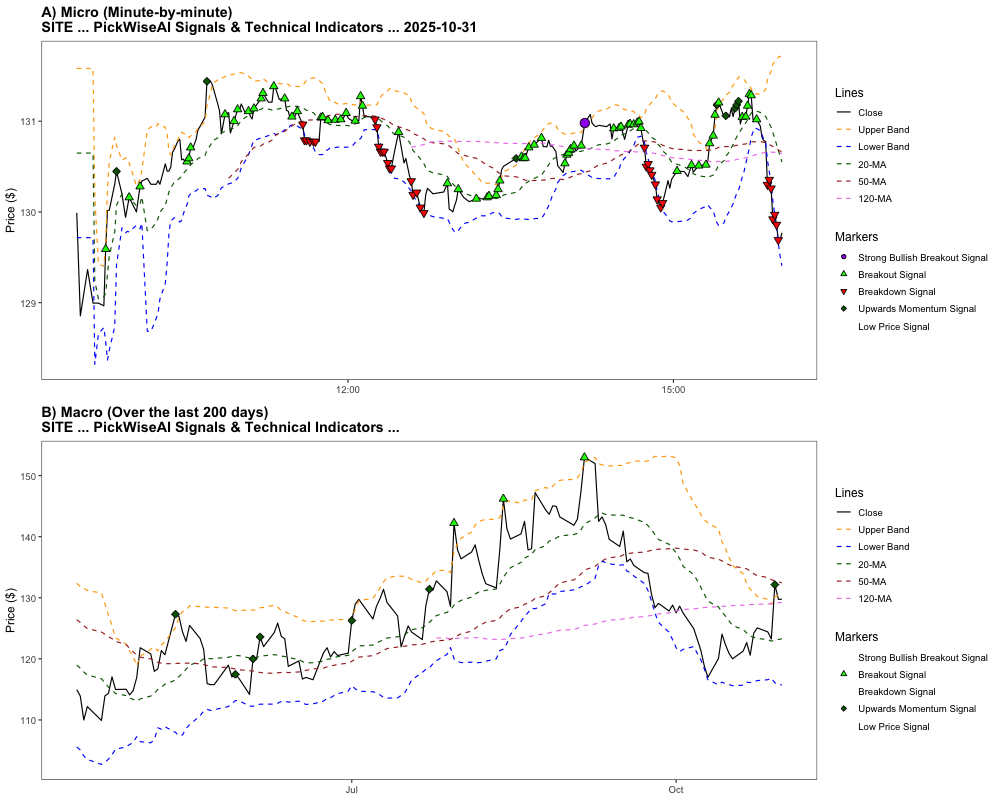 A) Micro (Minute-by-minute)
SITE ... PickWiseAI Signals & Technical Indicators ... 2025-10-31
Price ($)
131
130
129
12:00
15:00
Lines
Close
Upper Band
Lower Band
20-MA
50-MA
120-MA
Markers
Strong Bullish Breakout Signal
Breakout Signal
Breakdown Signal
Upwards Momentum Signal
Low Price Signal
B) Macro (Over the last 200 days)
SITE ... PickWiseAI Signals & Technical Indicators ...
Price ($)
150
140
130
120
110
Jul
Oct
Lines
Close
Upper Band
Lower Band
20-MA
50-MA
120-MA
Markers
Strong Bullish Breakout Signal
Breakout Signal
Breakdown Signal
Upwards Momentum Signal
Low Price Signal